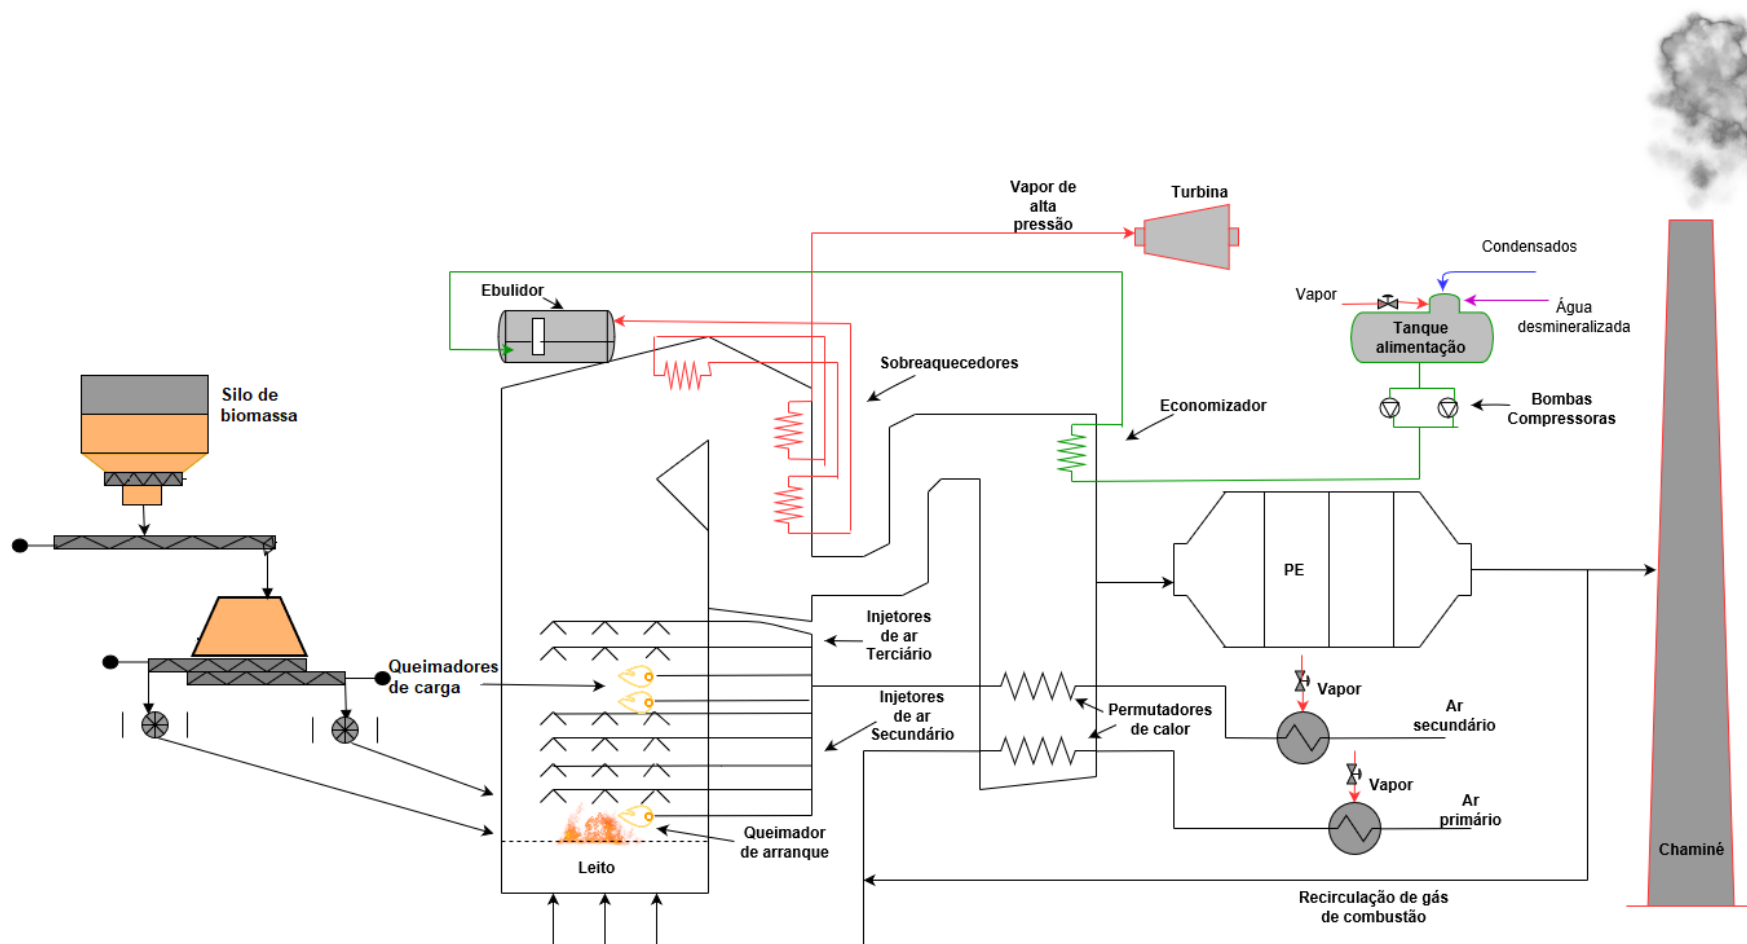 Vapor de
alta
pressão
Turbina
Condensados
Ebulidor
Vapor
Água
desmineralizada
Tanque
alimentação
Sobreaquecedores
Silo de
biomassa
Economizador
Bombas
Compressoras
PE
Injetores
de ar
Terciário
Queimadores
de carga
Injetores
de ar
Secundário
Permutadores
de calor
Vapor
Ar
secundário
Vapor
Ar
primário
Queimador
de arranque
Leito
Chaminé
Recirculação de gás
de combustão